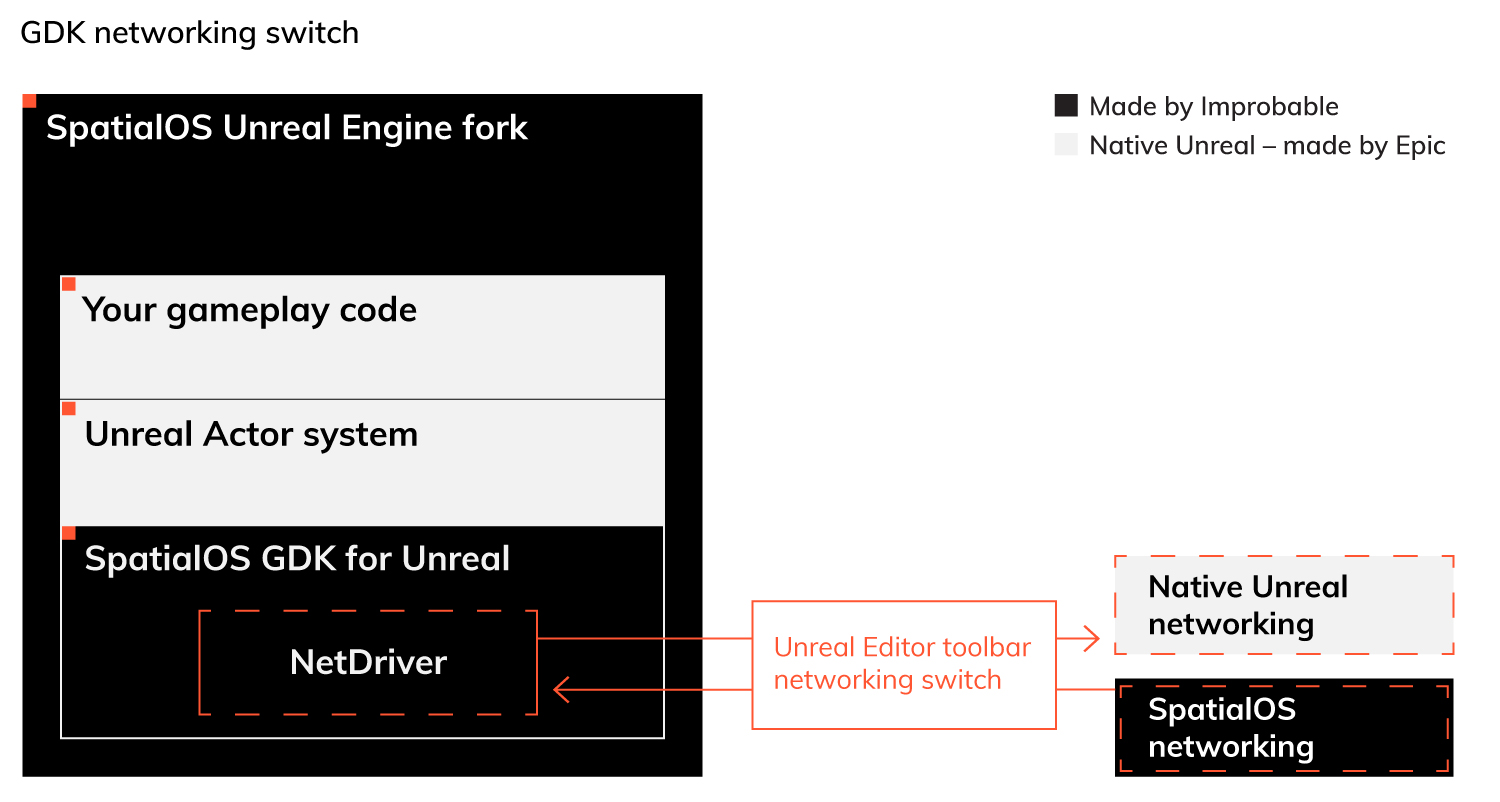 GDK networking switch
SpatialOS Unreal Engine fork
Made by Improbable
Native Unreal – made by Epic
Your gameplay code
Unreal Actor system
SpatialOS GDK for Unreal
NetDriver
Unreal Editor toolbar
networking switch
Native Unreal
networking
SpatialOS
networking